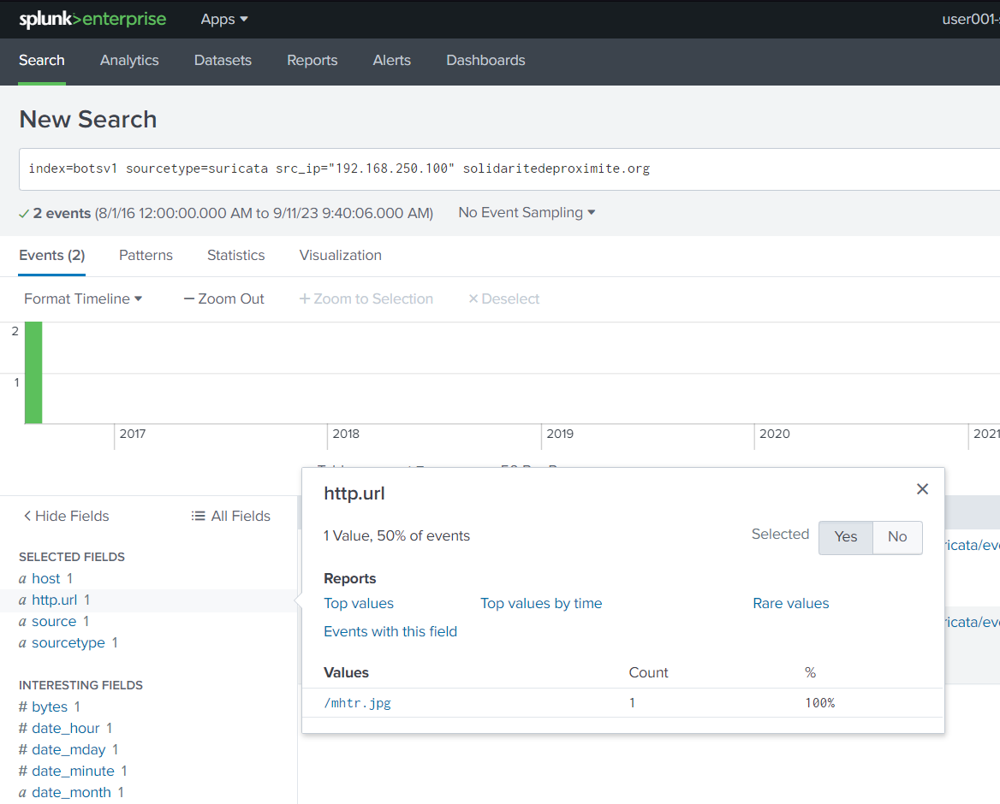 splunk>enterprise Apps user001-
Search Analytics Datasets Reports Alerts Dashboards
New Search
index=botsv1 sourcetype=suricata src_ip="192.168.250.100" solidaritedeproximite.org
2 events (8/1/16 12:00:00.000 AM to 9/11/23 9:40:06.000 AM) No Event Sampling
Events (2) Patterns Statistics Visualization
Format Timeline Zoom Out Zoom to Selection Deselect
2
1
2017 2018 2019 2020 2021
http.url
Hide Fields All Fields
1 Value, 50% of events Selected Yes No
ricata/eve
SELECTED FIELDS
a host 1
Reports
a http.url 1
Top values Top values by time Rare values
a source 1
ricata/eve
Events with this field
a sourcetype 1
Values Count %
INTERESTING FIELDS
/mhtr.jpg 1 100%
# bytes 1
# date_hour 1
# date_mday 1
# date_minute 1
a date_month 1